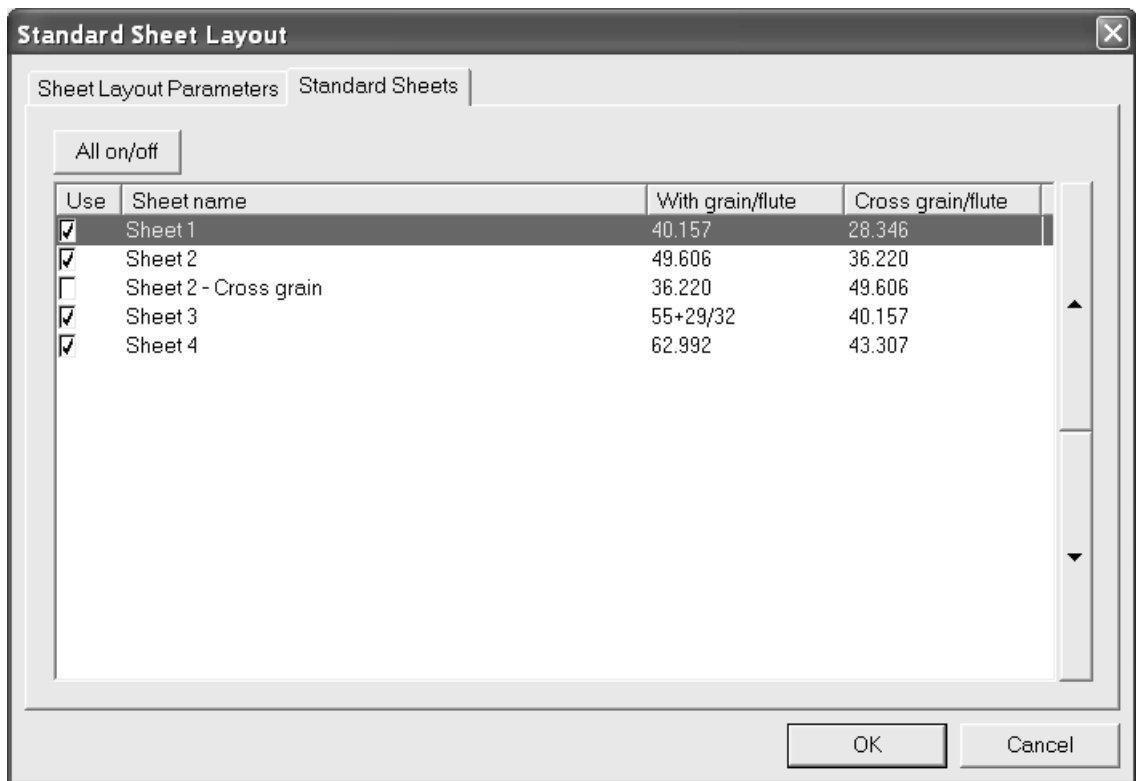 Standard Sheet Layout
Sheet Layout Parameters Standard Sheets
All on/off
Use Sheet name With grain/flute Cross grain/flute
Sheet 1 40.157 28.346
Sheet 2 49.606 36.220
Sheet 2 - Cross grain 36.220 49.606
Sheet 3 55+29/32 40.157
Sheet 4 62.992 43.307
OK Cancel